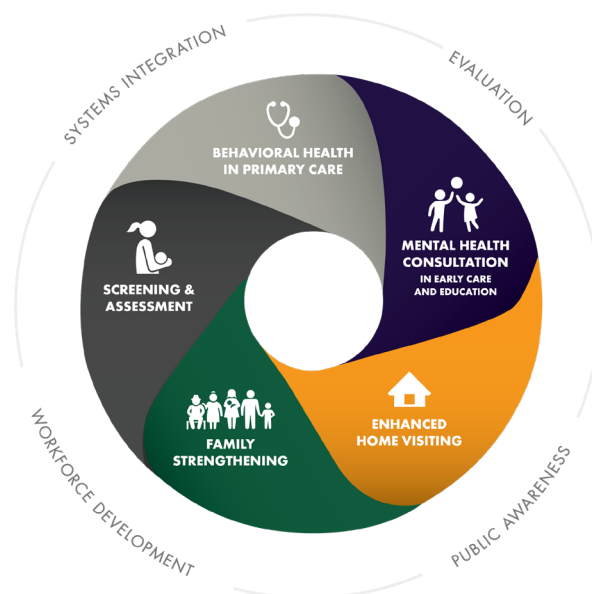 SYSTEMS INTEGRATION
EVALUATION
BEHAVIORAL HEALTH
IN PRIMARY CARE
MENTAL HEALTH
CONSULTATION
IN EARLY CARE
AND EDUCATION
SCREENING &
ASSESSMENT
ENHANCED
HOME VISITING
FAMILY
STRENGTHENING
WORKFORCE DEVELOPMENT
PUBLIC AWARENESS